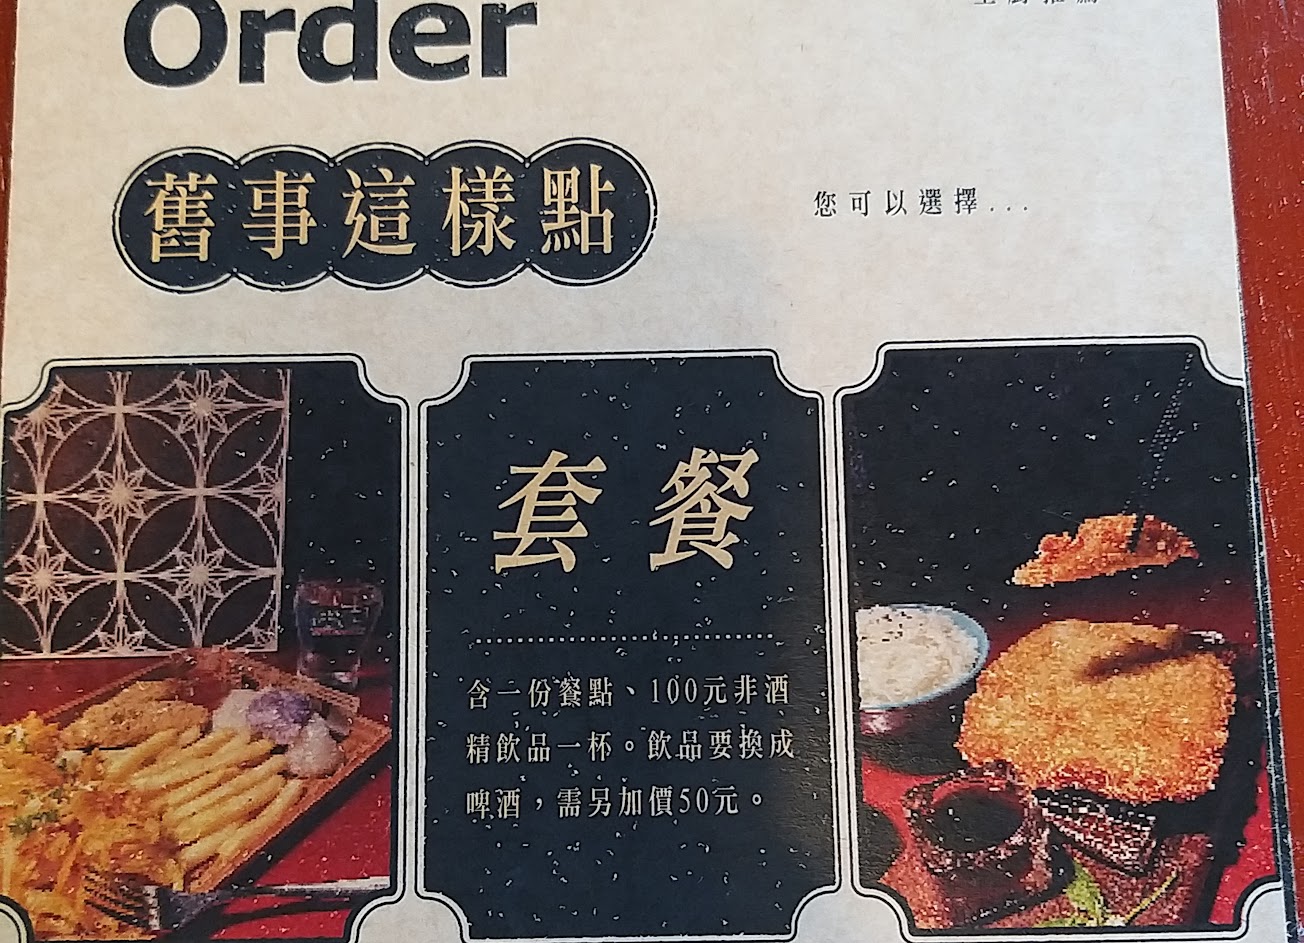 Order
舊事這樣點
您可以選擇...
套餐
含一份餐點、100元非酒
精飲品一杯。飲品要換成
啤酒，需另加價50元。